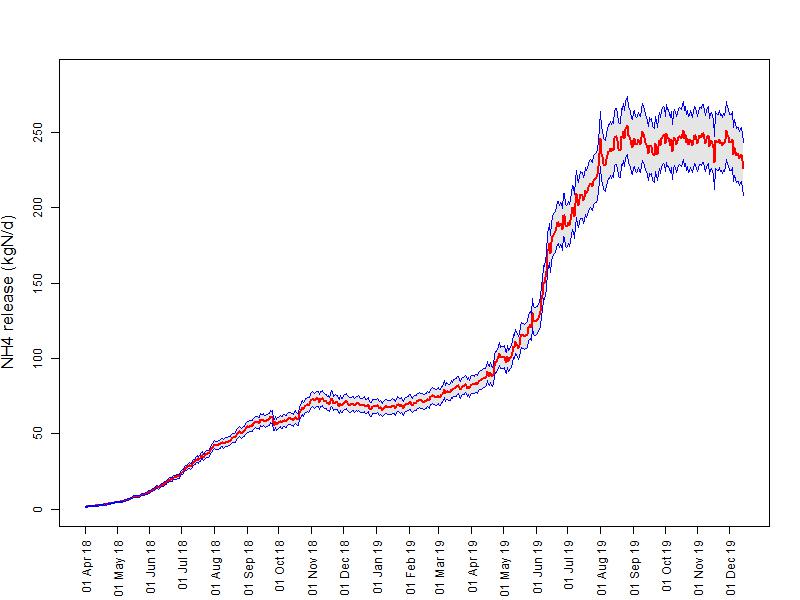 NH4 release (kgN/d)
250
200
150
100
50
0
01 Apr 18
01 May 18
01 Jun 18
01 Jul 18
01 Aug 18
01 Sep 18
01 Oct 18
01 Nov 18
01 Dec 18
01 Jan 19
01 Feb 19
01 Mar 19
01 Apr 19
01 May 19
01 Jun 19
01 Jul 19
01 Aug 19
01 Sep 19
01 Oct 19
01 Nov 19
01 Dec 19